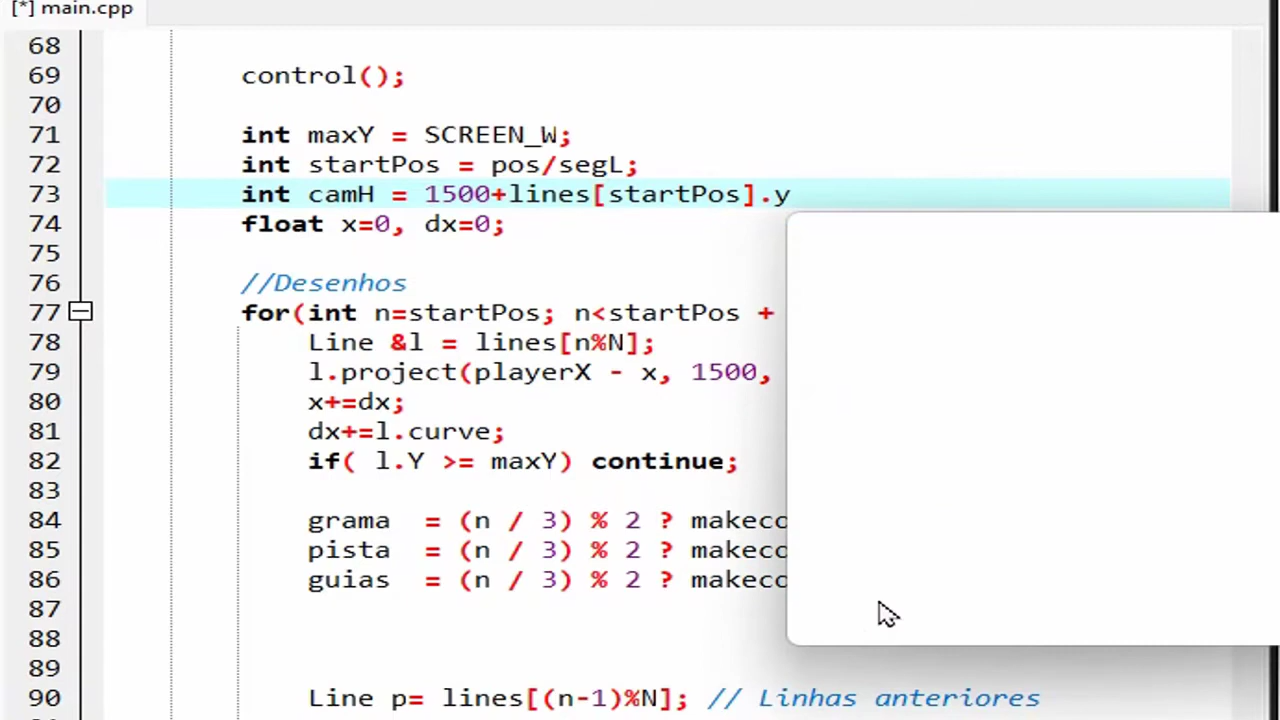 [*] main.cpp
68
69 control();
70
71 int maxY = SCREEN_W;
72 int startPos = pos/segL;
73 int camH = 1500+lines[startPos].y
74 float x=0, dx=0;
75
76 //Desenhos
77 for(int n=startPos; n<startPos +
78 Line &l = lines[n%N];
79 l.project(playerX - x, 1500,
80 x+=dx;
81 dx+=l.curve;
82 if( l.Y >= maxY) continue;
83
84 grama = (n / 3) % 2 ? makecc
85 pista = (n / 3) % 2 ? makecc
86 guias = (n / 3) % 2 ? makecc
87
88
89
90 Line p= lines[(n-1)%N]; // Linhas anteriores